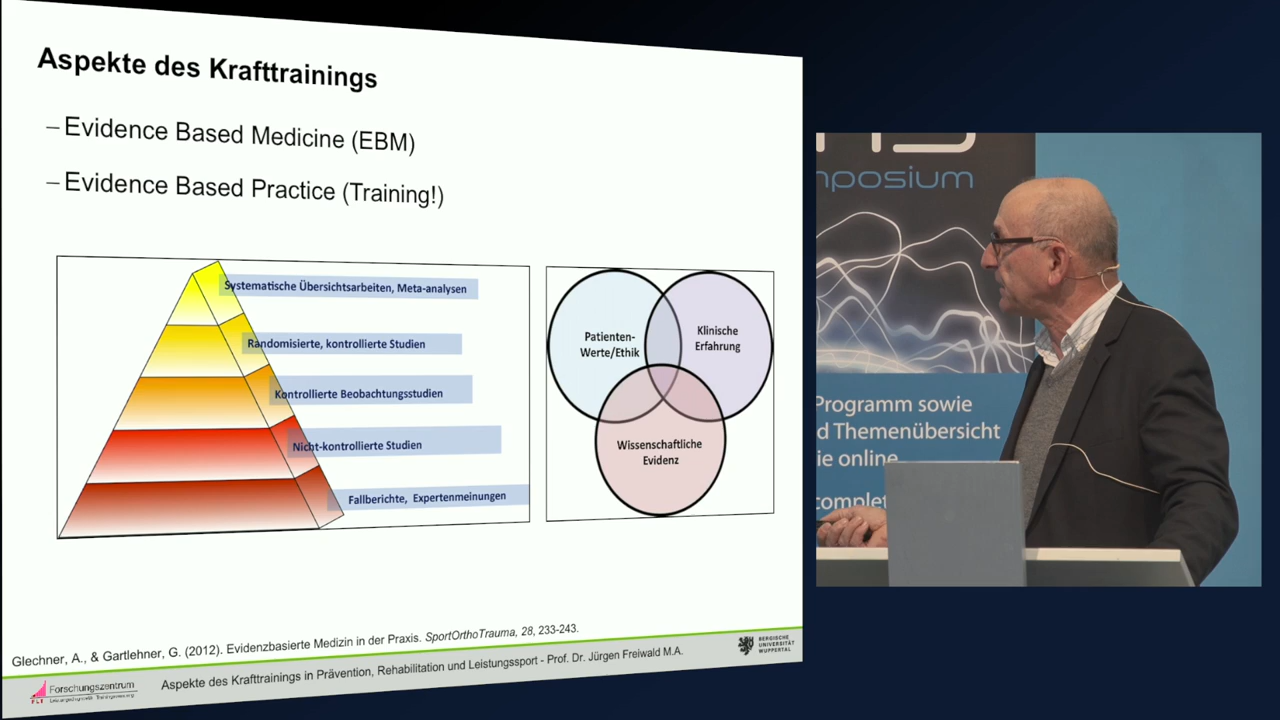 Aspekte des Krafttrainings
– Evidence Based Medicine (EBM)
– Evidence Based Practice (Training!)
Systematische Übersichtsarbeiten, Meta-analysen
Randomisierte, kontrollierte Studien
Kontrollierte Beobachtungsstudien
Nicht-kontrollierte Studien
Fallberichte, Expertenmeinungen
Patienten-
Werte/Ethik
Klinische
Erfahrung
Wissenschaftliche
Evidenz
Glechner, A., & Gartlehner, G. (2012). Evidenzbasierte Medizin in der Praxis. SportOrthoTrauma, 28, 233-243.
Forschungszentrum
FLT
Aspekte des Krafttrainings in Prävention, Rehabilitation und Leistungssport - Prof. Dr. Jürgen Freiwald M.A.
BERGISCHE
UNIVERSITÄT
WUPPERTAL
mposium
Programm sowie
d Themenübersicht
ie online
complet